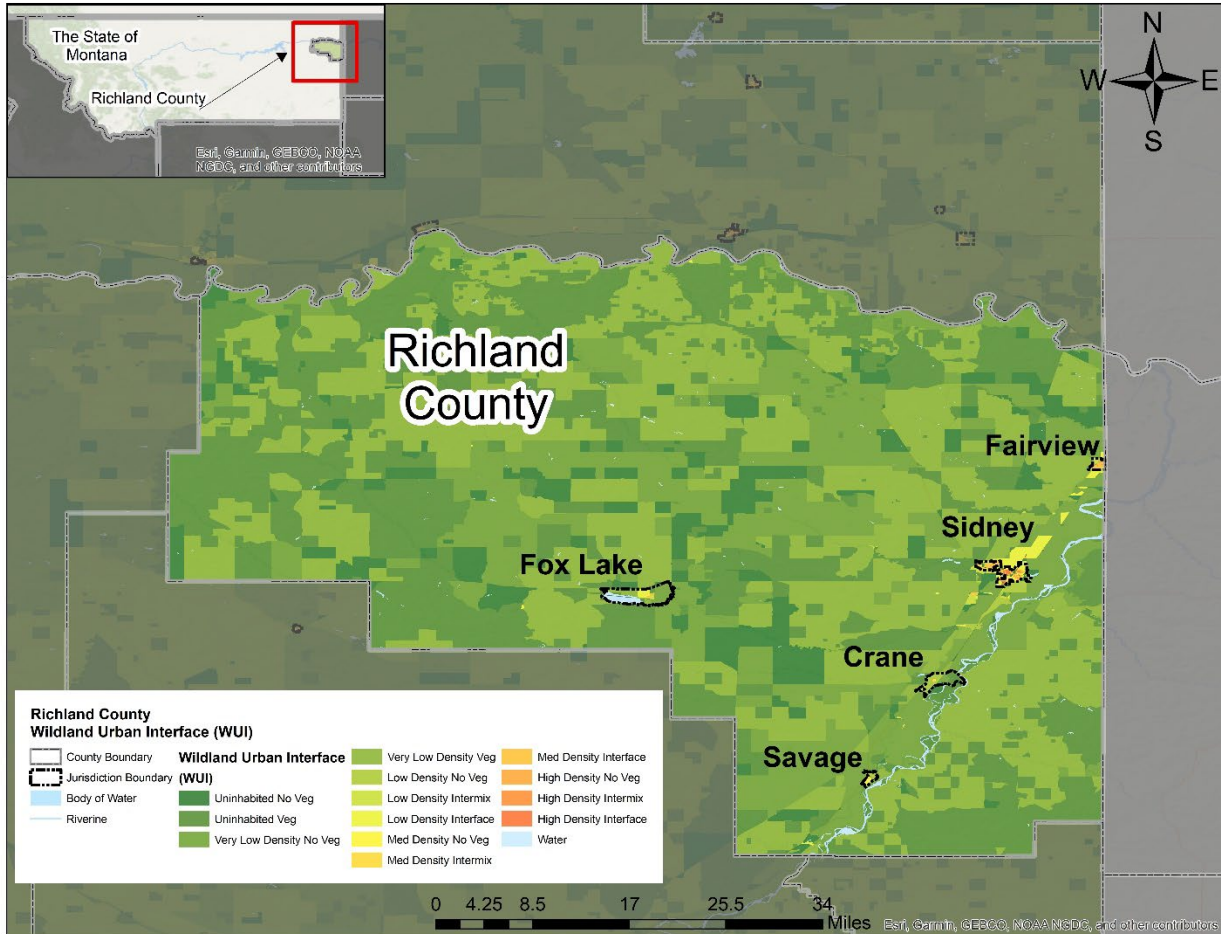 The State of
Montana
Richland County
Esri, Garmin, GEBCO, NOAA
NGDC, and other contributors
N
W E
S
Richland
County
Fairview
Sidney
Fox Lake
Crane
Savage
Richland County
Wildland Urban Interface (WUI)
County Boundary
Jurisdiction Boundary
Body of Water
Riverine
Wildland Urban Interface
(WUI)
Uninhabited No Veg
Uninhabited Veg
Very Low Density No Veg
Very Low Density Veg
Low Density No Veg
Low Density Intermix
Low Density Interface
Med Density No Veg
Med Density Intermix
Med Density Interface
High Density No Veg
High Density Intermix
High Density Interface
Water
0 4.25 8.5 17 25.5 34
Miles
Esri, Garmin, GEBCO, NOAA NGDC, and other contributors